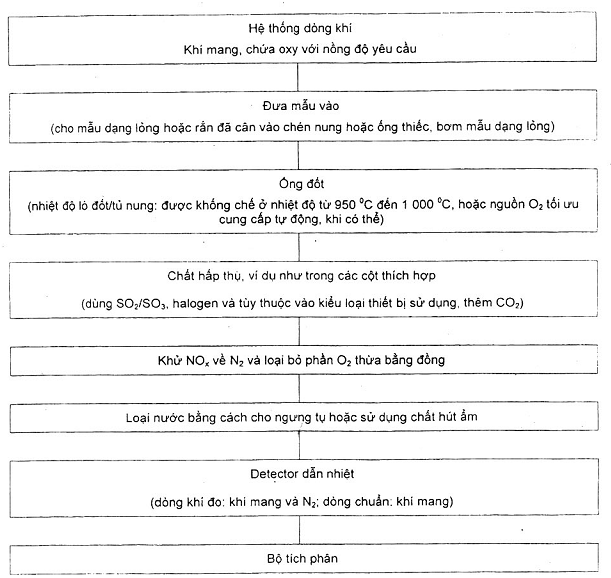 Hệ thống dòng khí
Khí mang, chứa oxy với nồng độ yêu cầu
Đưa mẫu vào
(cho mẫu dạng lỏng hoặc rắn đã cân vào chén nung hoặc ống thiếc, bơm mẫu dạng lỏng)
Ống đốt
(nhiệt độ lò đốt/tủ nung: được khống chế ở nhiệt độ từ 950 ⁰C đến 1 000 ⁰C, hoặc nguồn O₂ tối ưu
cung cấp tự động, khi có thể)
Chất hấp thụ, ví dụ như trong các cột thích hợp
(dùng SO₂/SO₃, halogen và tùy thuộc vào kiểu loại thiết bị sử dụng, thêm CO₂)
Khử NOₓ về N₂ và loại bỏ phần O₂ thừa bằng đồng
Loại nước bằng cách cho ngưng tụ hoặc sử dụng chất hút ẩm
Detector dẫn nhiệt
(dòng khí đo: khí mang và N₂; dòng chuẩn: khí mang)
Bộ tích phân